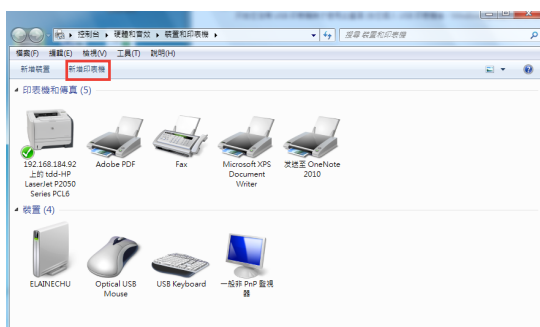 控制台 ▸ 硬體和音效 ▸ 裝置和印表機 ▸
搜尋 裝置和印表機
檔案(F) 編輯(E) 檢視(V) 工具(T) 說明(H)
新增裝置 新增印表機
印表機和傳真 (5)
192.168.184.92
上的 tdd-HP
LaserJet P2050
Series PCL6
Adobe PDF
Fax
Microsoft XPS
Document
Writer
发送至 OneNote
2010
裝置 (4)
ELAINECHU
Optical USB
Mouse
USB Keyboard
一般非 PnP 監視
器